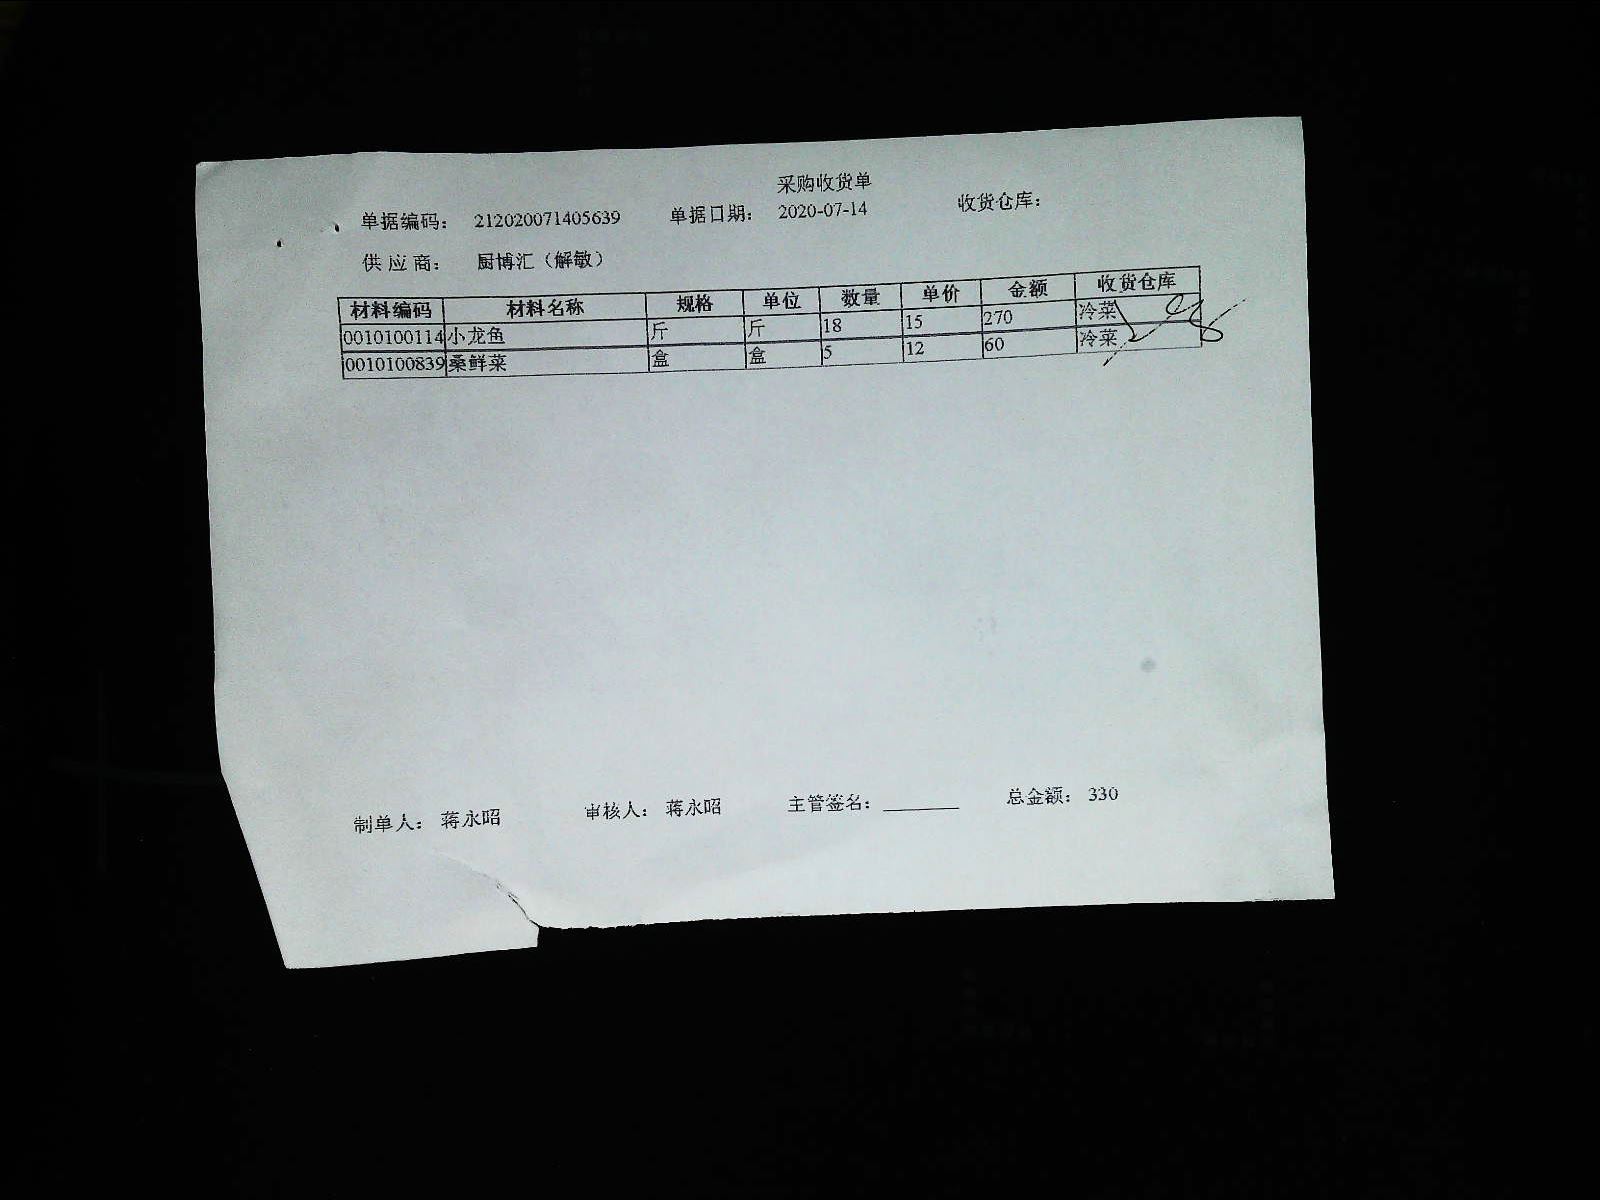 采购收货单
单据编码： 212020071405639 单据日期： 2020-07-14 收货仓库：
供应商： 厨博汇（解敏）
材料编码 材料名称 规格 单位 数量 单价 金额 收货仓库
0010100114 小龙鱼 斤 斤 18 15 270 冷菜
0010100839 桑鲜菜 盒 盒 5 12 60 冷菜
制单人： 蒋永昭 审核人： 蒋永昭 主管签名：_______ 总金额： 330